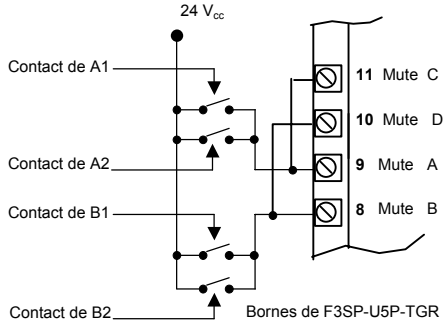 24 Vcc
Contact de A1
11 Mute C
10 Mute D
Contact de A2
9 Mute A
Contact de B1
8 Mute B
Contact de B2
Bornes de F3SP-U5P-TGR